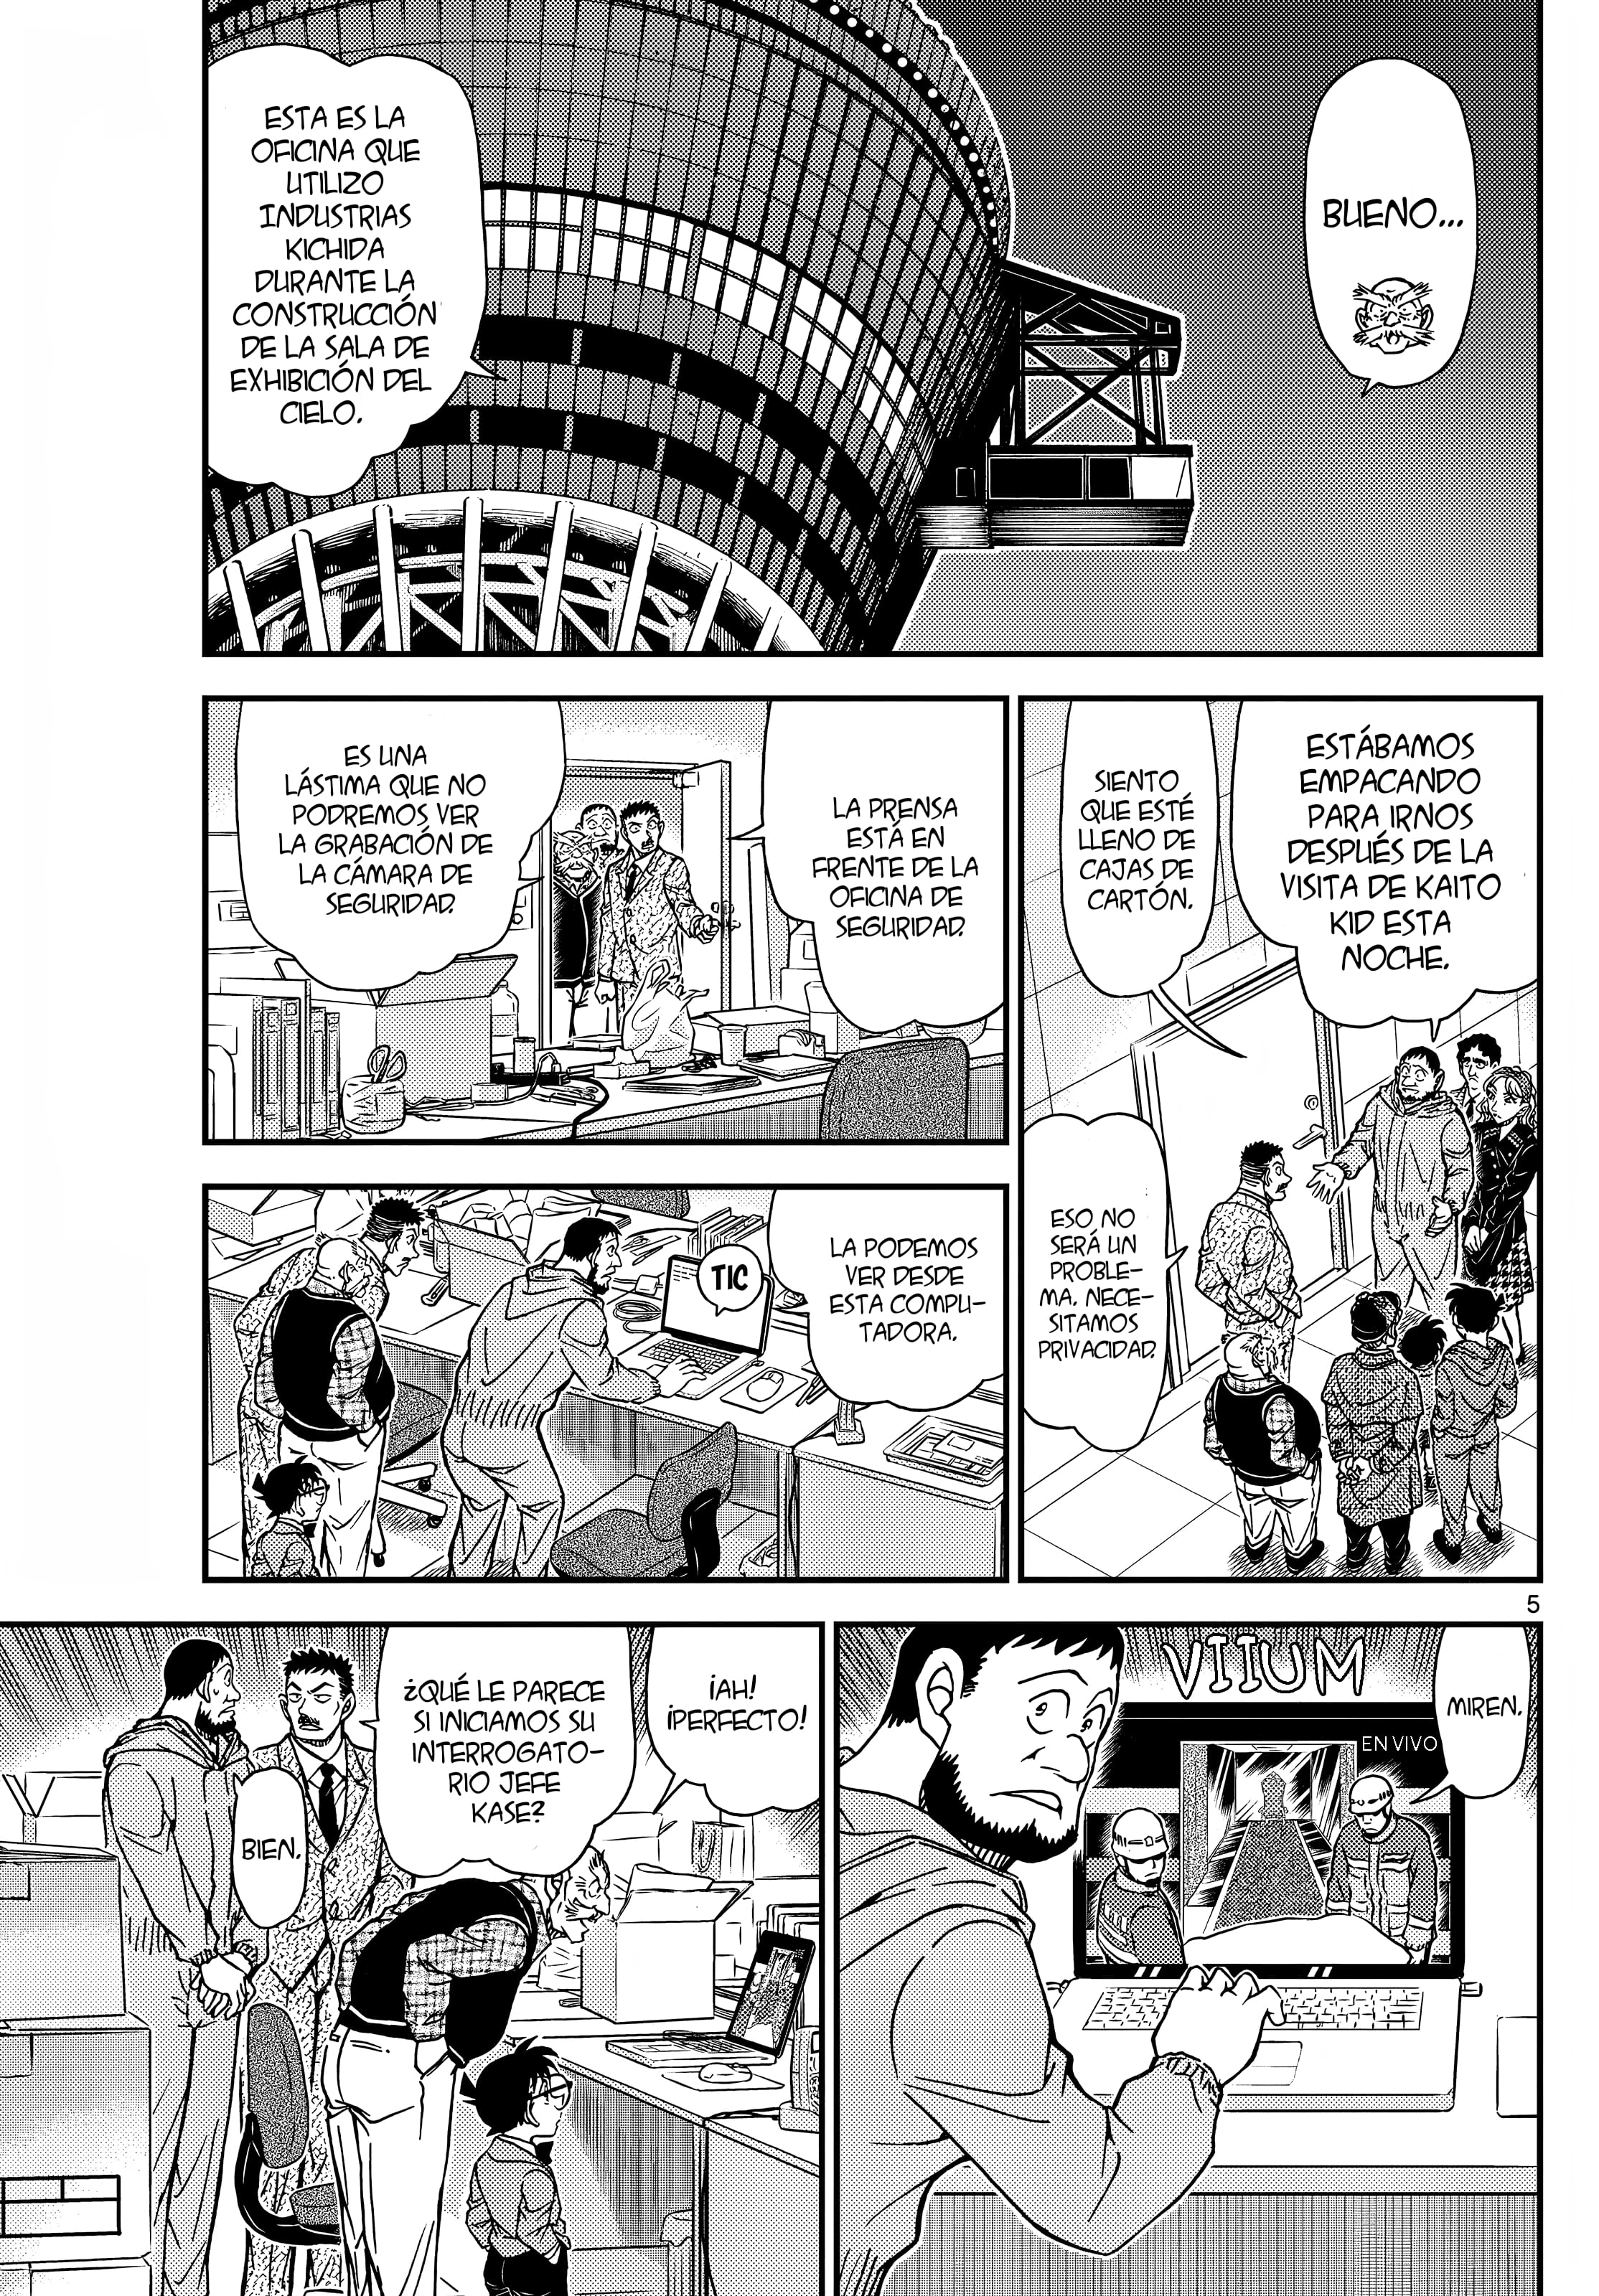 BUENO...
ESTA ES LA
OFICINA QUE
UTILIZO
INDUSTRIAS
KICHIDA
DURANTE LA
CONSTRUCCIÓN
DE LA SALA DE
EXHIBICIÓN DEL
CIELO.
ESTÁBAMOS
EMPACANDO
PARA IRNOS
DESPUÉS DE LA
VISITA DE KAITO
KID ESTA
NOCHE.
SIENTO
QUE ESTÉ
LLENO DE
CAJAS DE
CARTÓN.
ESO NO
SERÁ UN
PROBLE-
MA. NECE-
SITAMOS
PRIVACIDAD.
LA PRENSA
ESTÁ EN
FRENTE DE LA
OFICINA DE
SEGURIDAD.
ES UNA
LÁSTIMA QUE NO
PODREMOS VER
LA GRABACIÓN DE
LA CÁMARA DE
SEGURIDAD.
LA PODEMOS
VER DESDE
ESTA COMPU-
TADORA.
TIC
5
MIREN.
VIIUM
EN VIVO
¡AH!
¡PERFECTO!
¿QUÉ LE PARECE
SI INICIAMOS SU
INTERROGATO-
RIO JEFE
KASE?
BIEN.